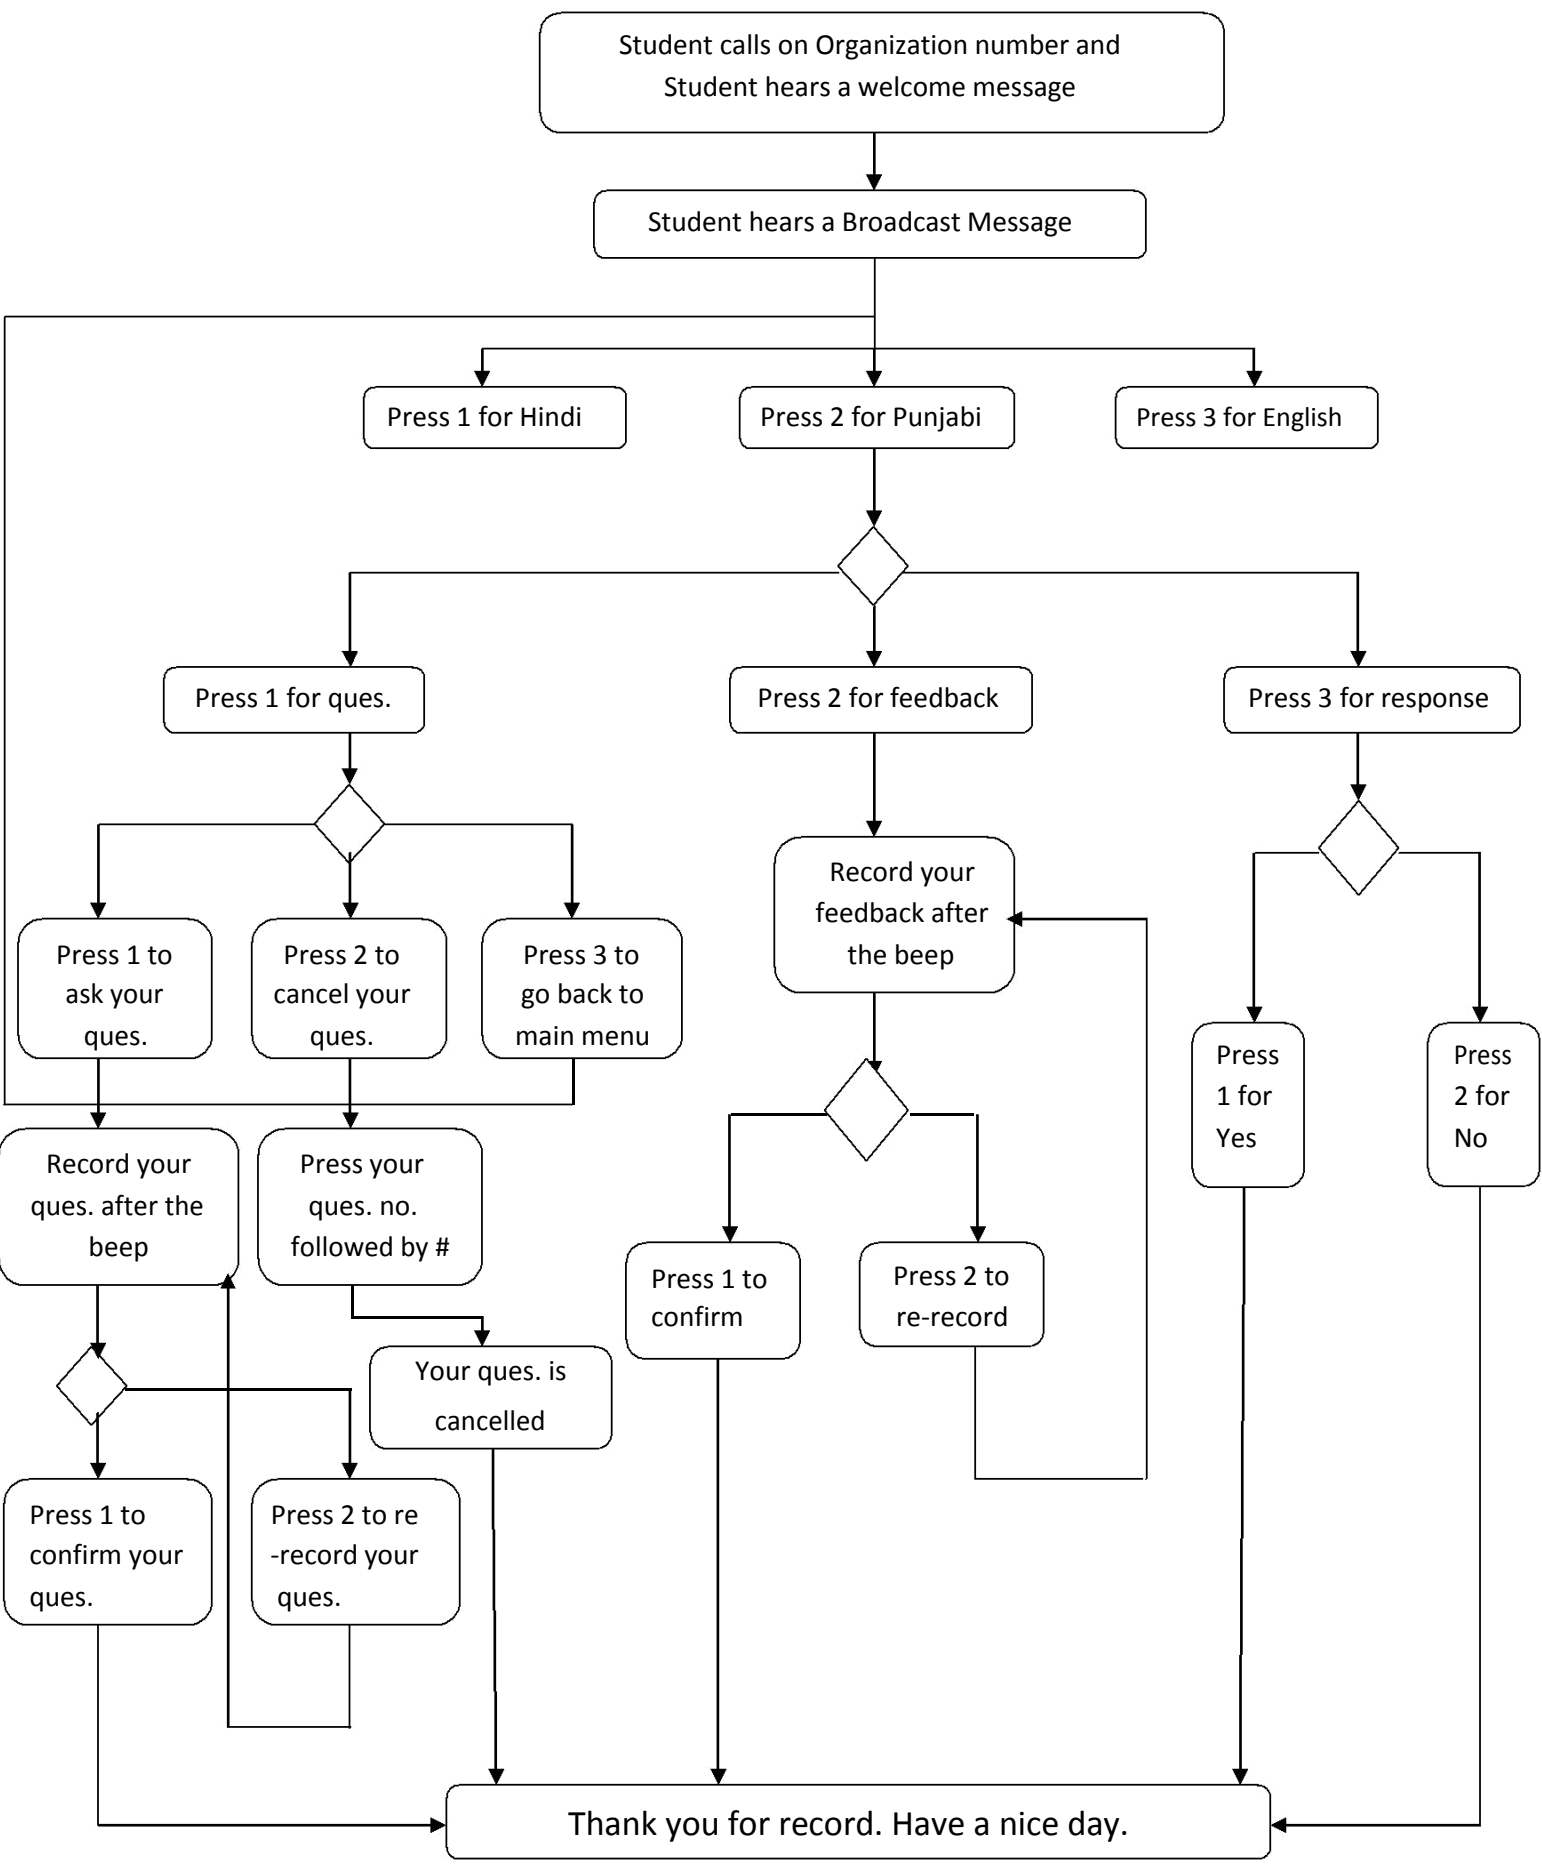 Student calls on Organization number and
Student hears a welcome message
Student hears a Broadcast Message
Press 1 for Hindi
Press 2 for Punjabi
Press 3 for English
Press 1 for ques.
Press 2 for feedback
Press 3 for response
Press 1 to
ask your
ques.
Press 2 to
cancel your
ques.
Press 3 to
go back to
main menu
Record your
feedback after
the beep
Press
1 for
Yes
Press
2 for
No
Record your
ques. after the
beep
Press your
ques. no.
followed by #
Press 1 to
confirm
Press 2 to
re-record
Your ques. is
cancelled
Press 1 to
confirm your
ques.
Press 2 to re
-record your
ques.
Thank you for record. Have a nice day.